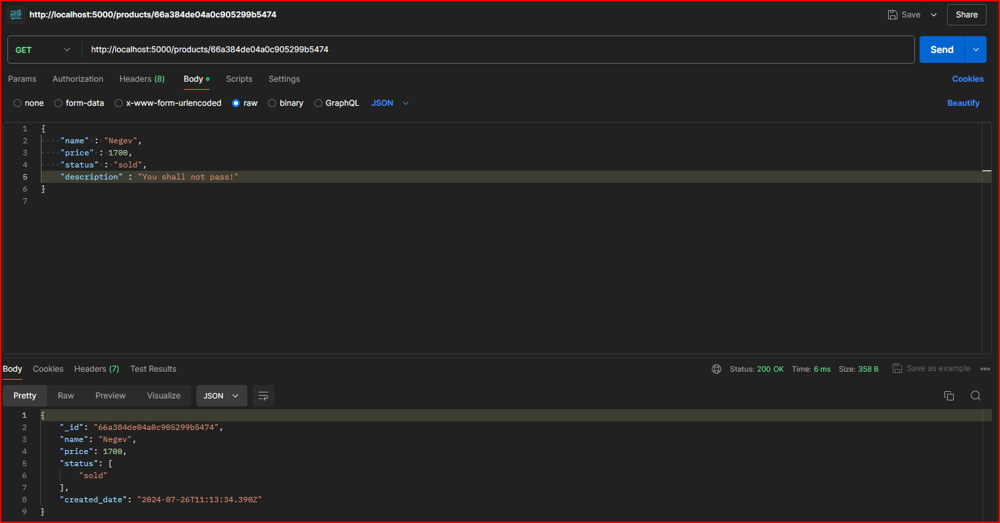 HTTP http://localhost:5000/products/66a384de04a0c905299b5474 Save Share
GET http://localhost:5000/products/66a384de04a0c905299b5474 Send
Params Authorization Headers (8) Body Scripts Settings Cookies
none form-data x-www-form-urlencoded raw binary GraphQL JSON Beautify
1 {
2 "name" : "Negev",
3 "price" : 1700,
4 "status" : "sold",
5 "description" : "You shall not pass!"
6 }
7
Body Cookies Headers (7) Test Results Status: 200 OK Time: 6 ms Size: 358 B Save as example
Pretty Raw Preview Visualize JSON
1 {
2 "_id": "66a384de04a0c905299b5474",
3 "name": "Negev",
4 "price": 1700,
5 "status": [
6 "sold"
7 ],
8 "created_date": "2024-07-26T11:13:34.390Z"
9 }